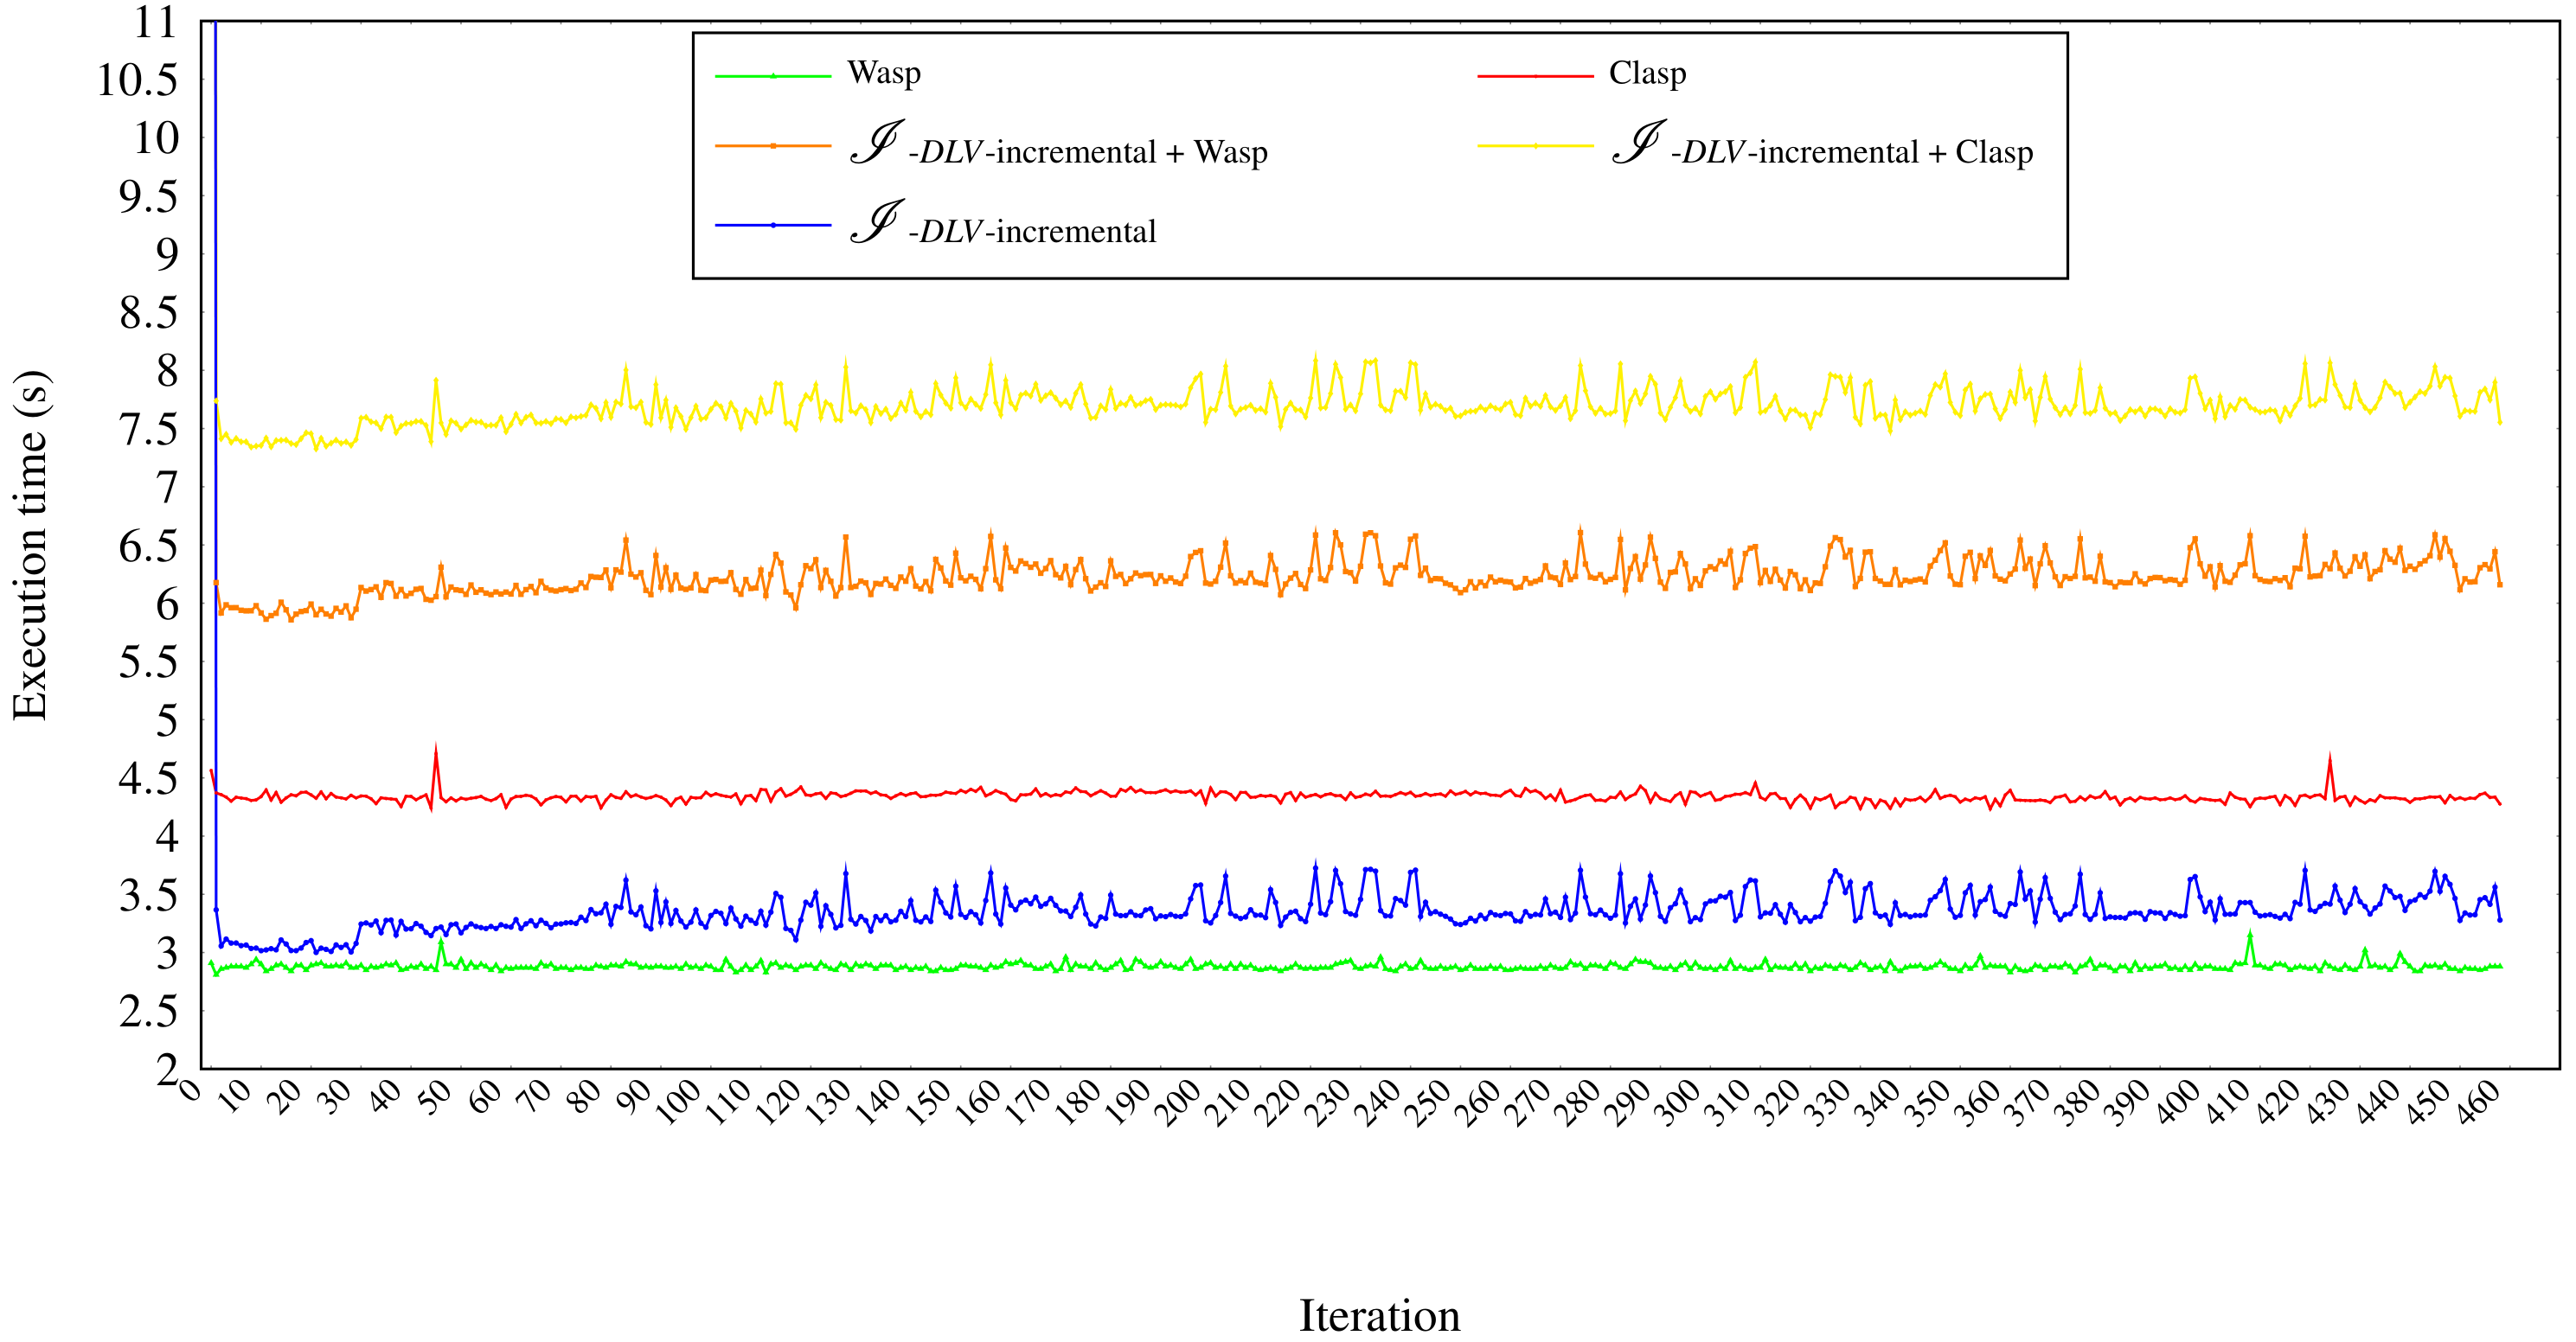 11
10.5
10
9.5
9
8.5
8
7.5
7
6.5
6
5.5
5
4.5
4
3.5
3
2.5
2
Execution time (s)
Wasp
Clasp
ℐ -DLV-incremental + Wasp
ℐ -DLV-incremental + Clasp
ℐ -DLV-incremental
0 10 20 30 40 50 60 70 80 90 100 110 120 130 140 150 160 170 180 190 200 210 220 230 240 250 260 270 280 290 300 310 320 330 340 350 360 370 380 390 400 410 420 430 440 450 460
Iteration